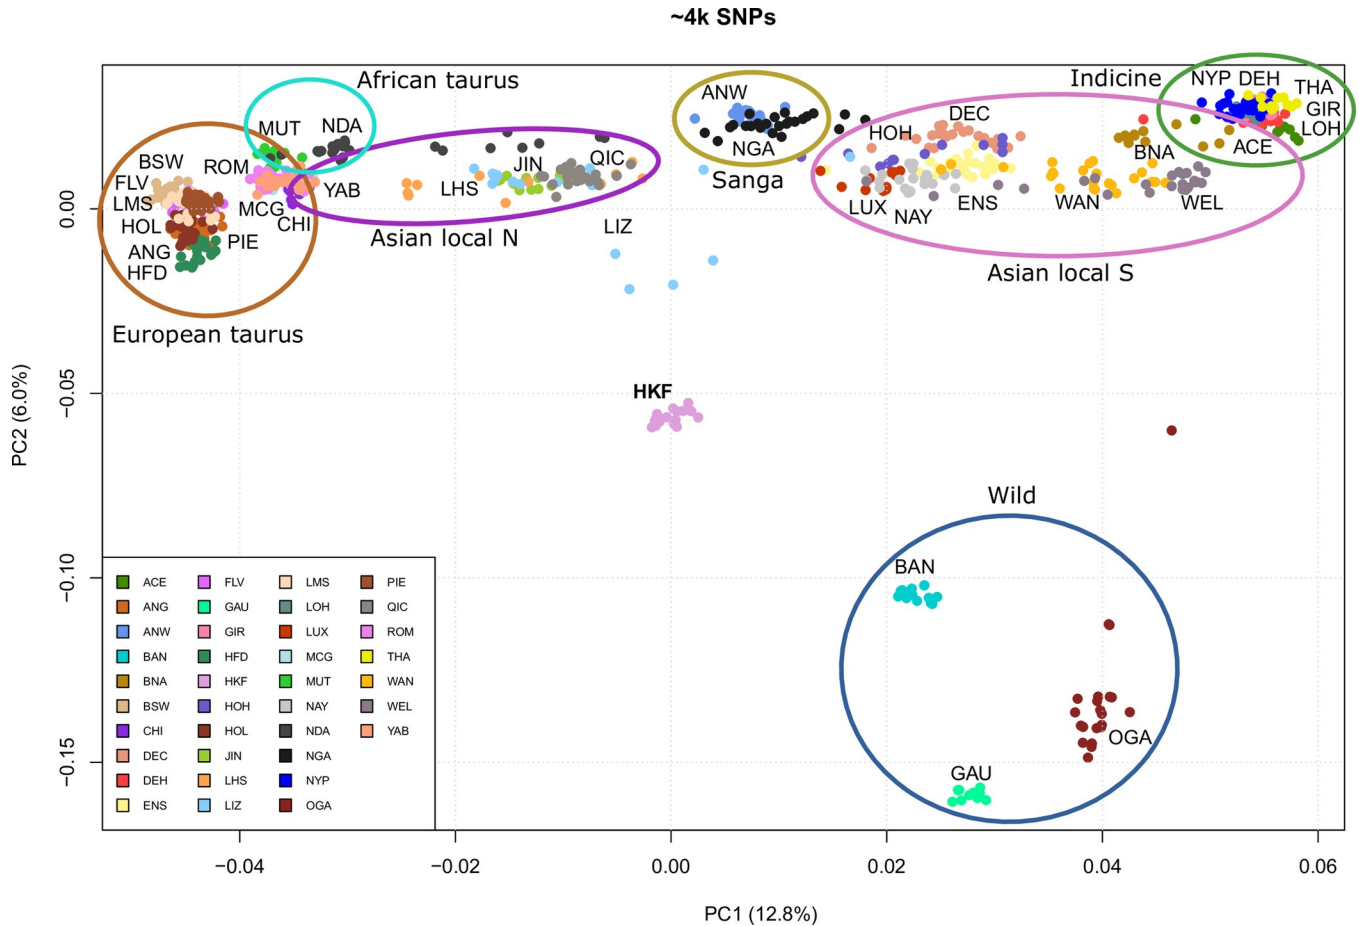 ~4k SNPs
African taurus
Indicine
ANW
NYP DEH
THA
GIR
LOH
MUT
NDA
DEC
HOH
BSW
ROM
JIN
QIC
NGA
BNA
ACE
FLV
YAB
LHS
Sanga
LMS
MCG
LUX
NAY
ENS
WAN
WEL
HOL
CHI
LIZ
PIE
Asian local N
ANG
HFD
Asian local S
European taurus
HKF
Wild
BAN
OGA
GAU
0.00
−0.05
−0.10
−0.15
PC2 (6.0%)
ACE FLV LMS PIE
ANG GAU LOH QIC
ANW GIR LUX ROM
BAN HFD MCG THA
BNA HKF MUT WAN
BSW HOH NAY WEL
CHI HOL NDA YAB
DEC JIN NGA
DEH LHS NYP
ENS LIZ OGA
−0.04 −0.02 0.00 0.02 0.04 0.06
PC1 (12.8%)